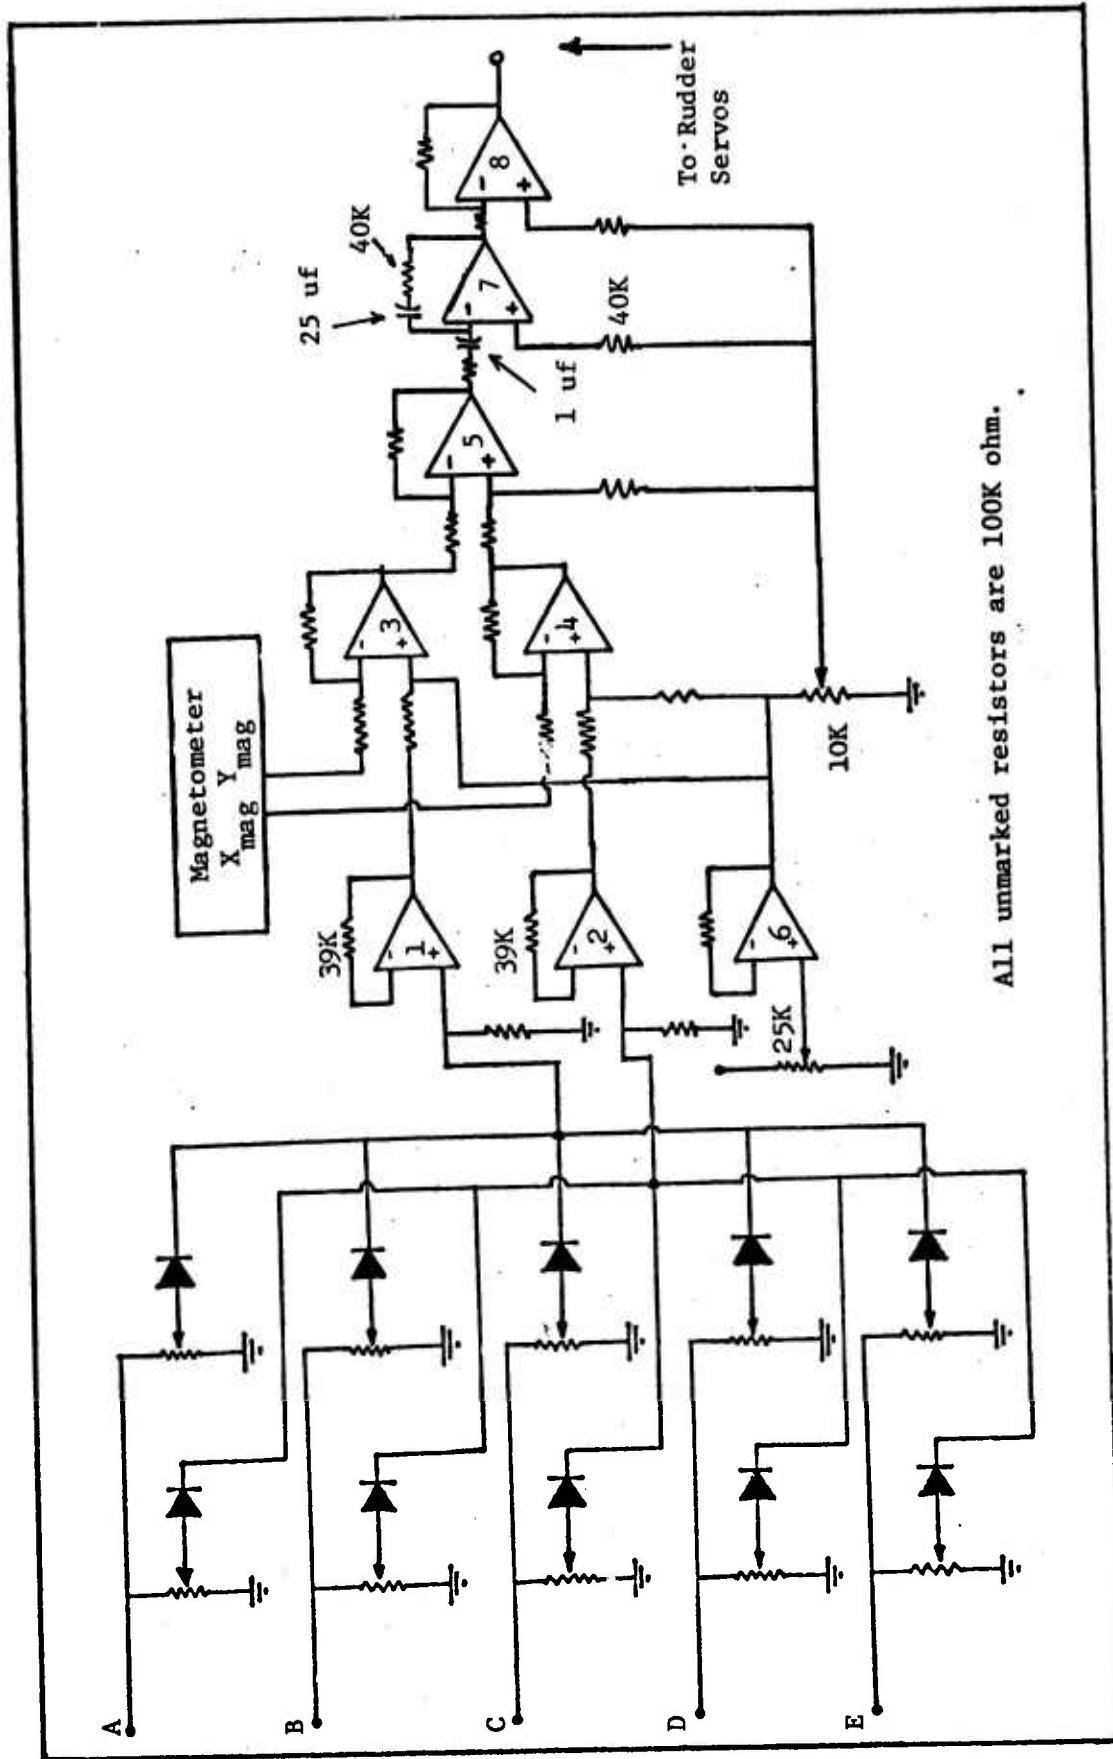 A
B
C
D
E
Magnetometer
X mag Y mag
39K
- 1 +
39K
- 2 +
25K
- 6 +
- 3 +
- 4 +
10K
- 5 +
1 uf
25 uf
40K
- 7 +
40K
- 8 +
To Rudder
Servos
All unmarked resistors are 100K ohm.